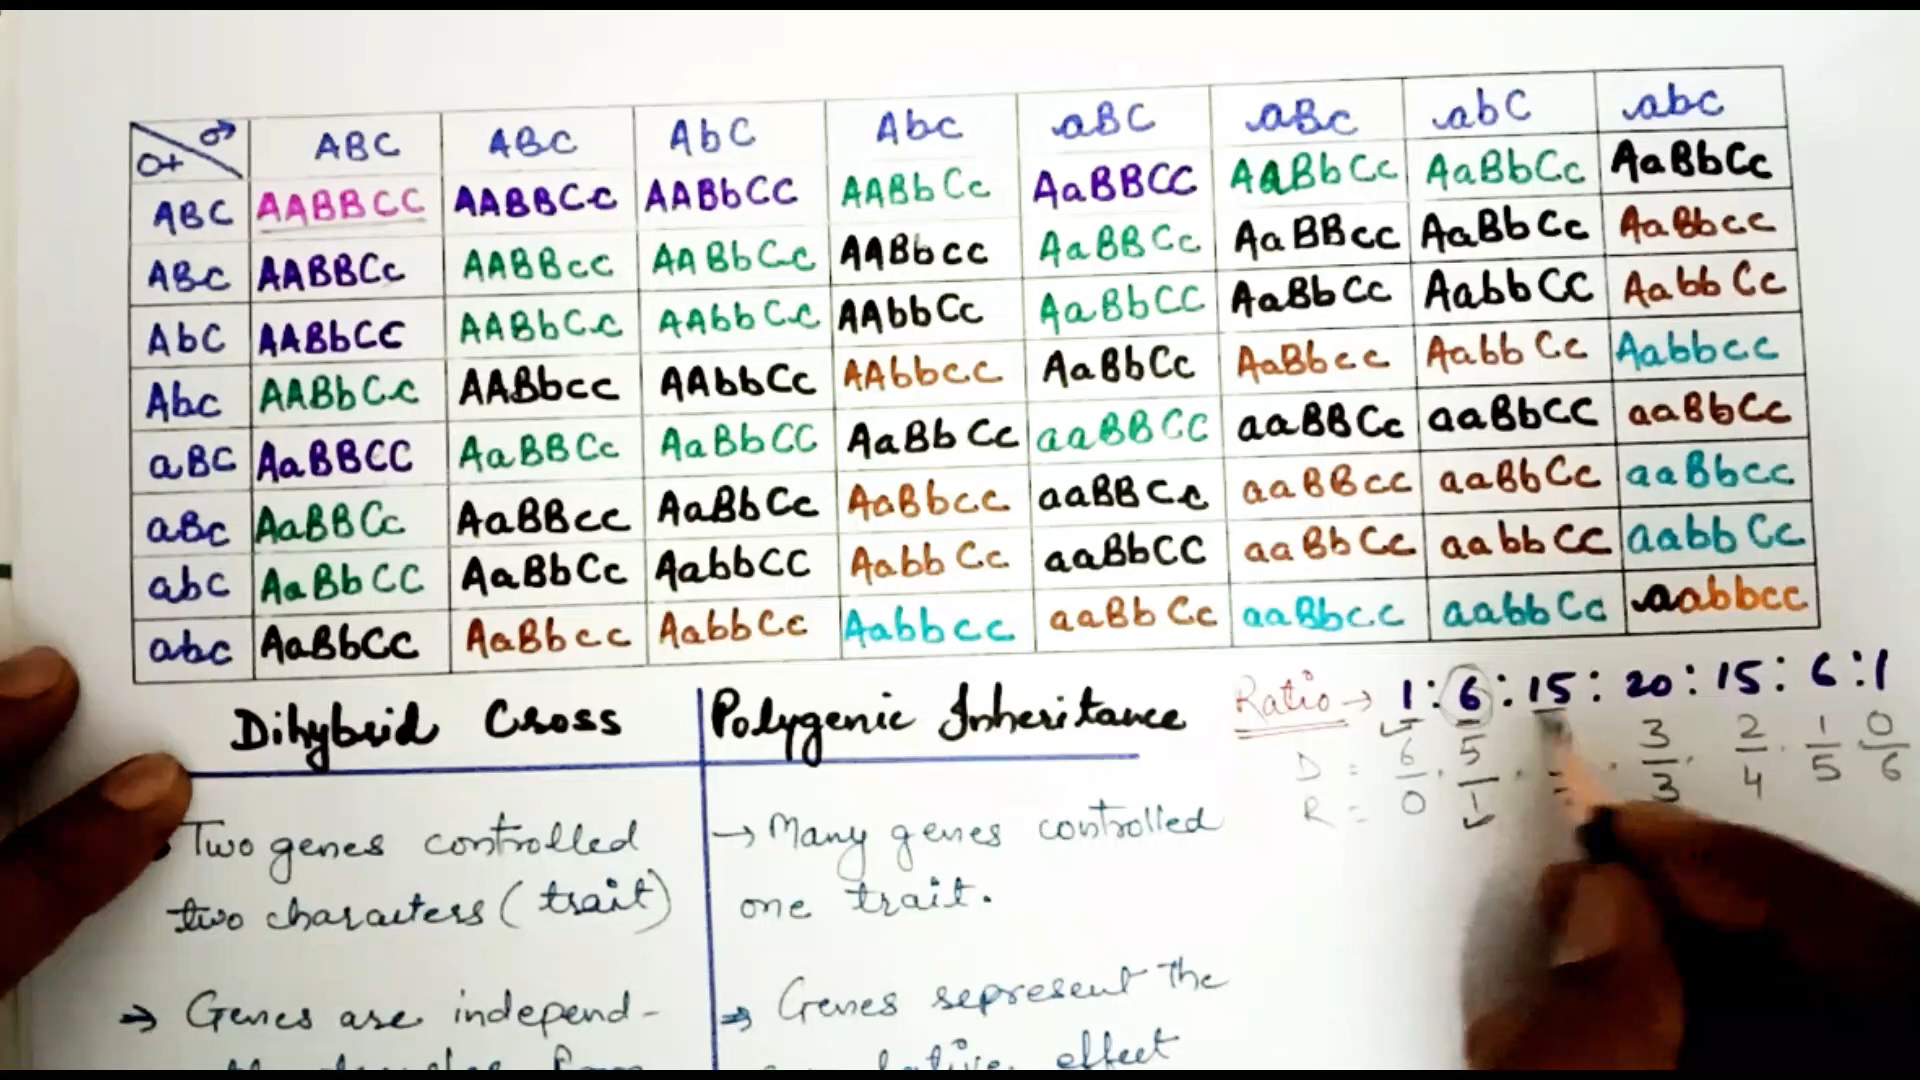 ♀ ♂ ABC ABC AbC Abc aBC aBc abC abc
ABC AABBCC AABBCc AABbCC AABbCc AaBBCC AaBbCc AaBbCc AaBbCc
ABc AABBCc AABBcc AABbCc AABbcc AaBBCc AaBBcc AaBbCc AaBbcc
AbC AABbCC AABbCc AAbbCc AAbbCc AaBbCC AaBbCc AabbCC AabbCc
Abc AABbCc AABbcc AAbbCc AAbbcc AaBbCc AaBbcc AabbCc Aabbcc
aBC AaBBCC AaBBCc AaBbCC AaBbCc aaBBCC aaBBCc aaBbCC aaBbCc
aBc AaBBCc AaBBcc AaBbCc AaBbcc aaBBCc aaBBcc aaBbCc aaBbcc
abC AaBbCC AaBbCc AabbCC AabbCc aaBbCC aaBbCc aabbCC aabbCc
abc AaBbCc AaBbcc AabbCc Aabbcc aaBbCc aaBbcc aabbCc aabbcc
Ratio → 1 : 6 : 15 : 20 : 15 : 6 : 1
D = 6 5 3 2 1 0
R = 0 1 3 4 5 6
Dihybrid Cross
Two genes controlled
two characters (trait)
→ Genes are independ-
Polygenic Inheritance
→ Many genes controlled
one trait.
→ Genes represent the
effect